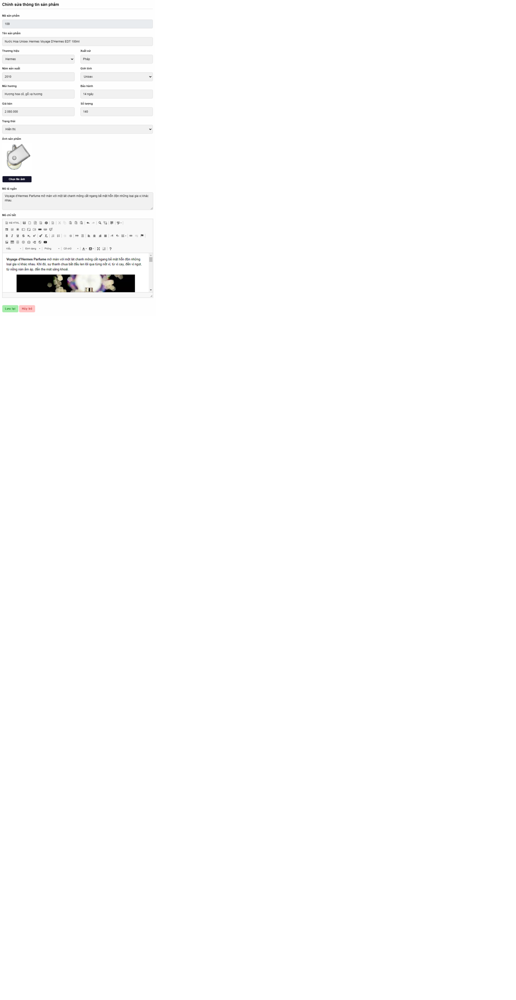 Chỉnh sửa thông tin sản phẩm
Mã sản phẩm
109
Tên sản phẩm
Nước Hoa Unisex Hermes Voyage D'Hermes EDT 100ml
Thương hiệu
Xuất xứ
Hermes
Pháp
Năm sản xuất
Giới tính
2010
Unisex
Mùi hương
Bảo hành
Hương hoa cỏ, gỗ xạ hương
14 ngày
Giá bán
Số lượng
2.080.000
140
Trạng thái
Hiển thị
Ảnh sản phẩm
Chọn file ảnh
Mô tả ngắn
Voyage d'Hermes Parfume mở màn với một lát chanh mỏng cắt ngang bề mặt hỗn độn những loại gia vị khác
nhau.
Mô chi tiết
Mã HTML
Kiểu Định dạng Phông Cỡ chữ
Voyage d'Hermes Parfume mở màn với một lát chanh mỏng cắt ngang bề mặt hỗn độn những
loại gia vị khác nhau. Khi đó, sự thanh chua bắt đầu len lỏi qua từng nốt vị, từ vị cay, đến vị ngọt,
từ nồng nàn ấm áp, đến the mát sảng khoái.
Lưu lại Hủy bỏ